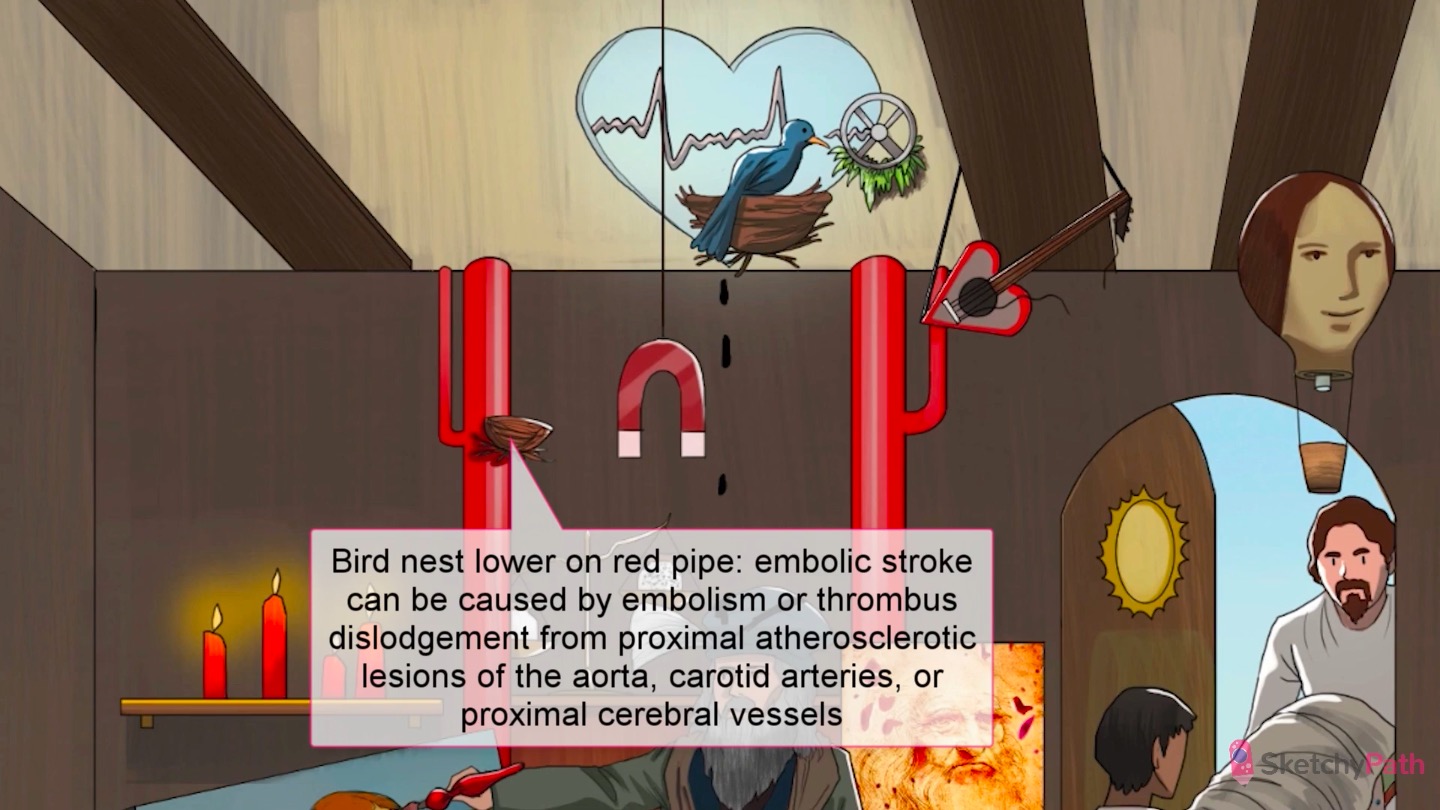 Bird nest lower on red pipe: embolic stroke
can be caused by embolism or thrombus
dislodgement from proximal atherosclerotic
lesions of the aorta, carotid arteries, or
proximal cerebral vessels
SketchyPath